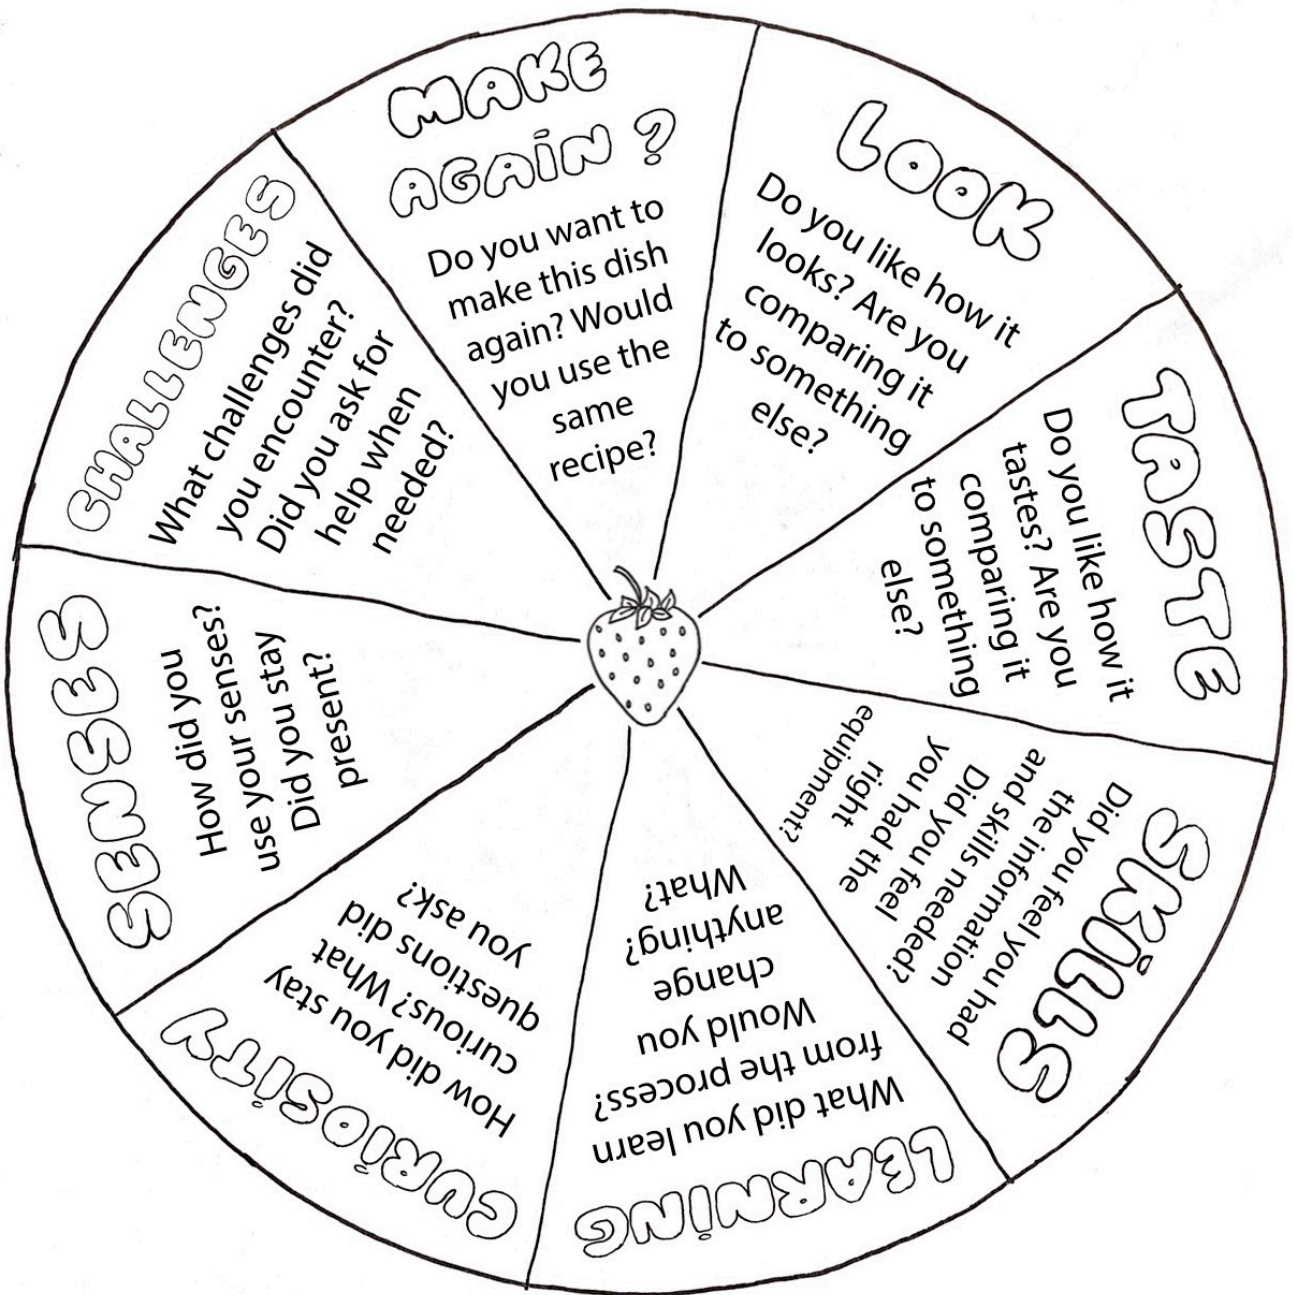 MAKE
AGAIN?
Do you want to
make this dish
again? Would
you use the
same
recipe?
LOOK
Do you like how it
looks? Are you
comparing it
to something
else?
TASTE
Do you like how it
tastes? Are you
comparing it
to something
else?
SKILLS
Did you feel you had
the information
and skills needed?
Did you feel
you had the
right
equipment?
LEARNING
What did you learn
from the process?
Would you
change
anything?
What?
CURIOSITY
How did you stay
curious? What
questions did
you ask?
SENSES
How did you
use your senses?
Did you stay
present?
CHALLENGES
What challenges did
you encounter?
Did you ask for
help when
needed?